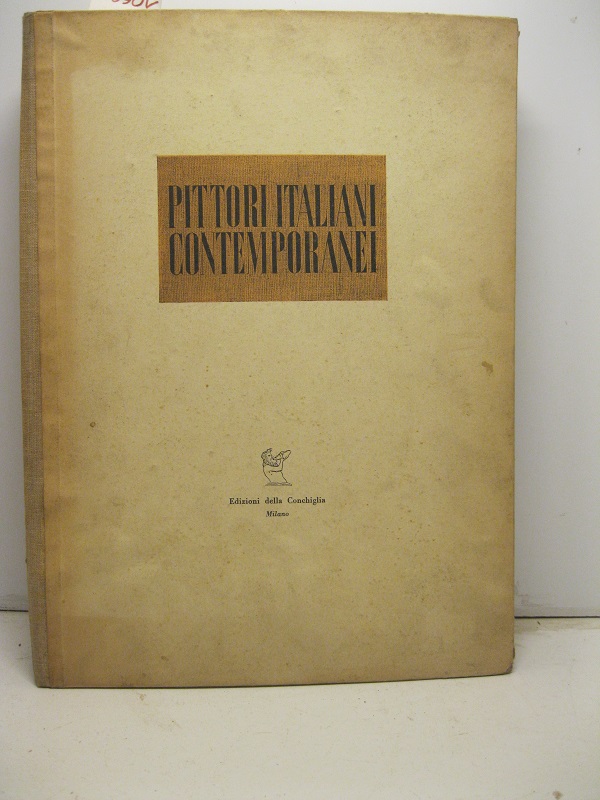 PITTORI ITALIANI
CONTEMPORANEI
Edizioni della Conchiglia
Milano